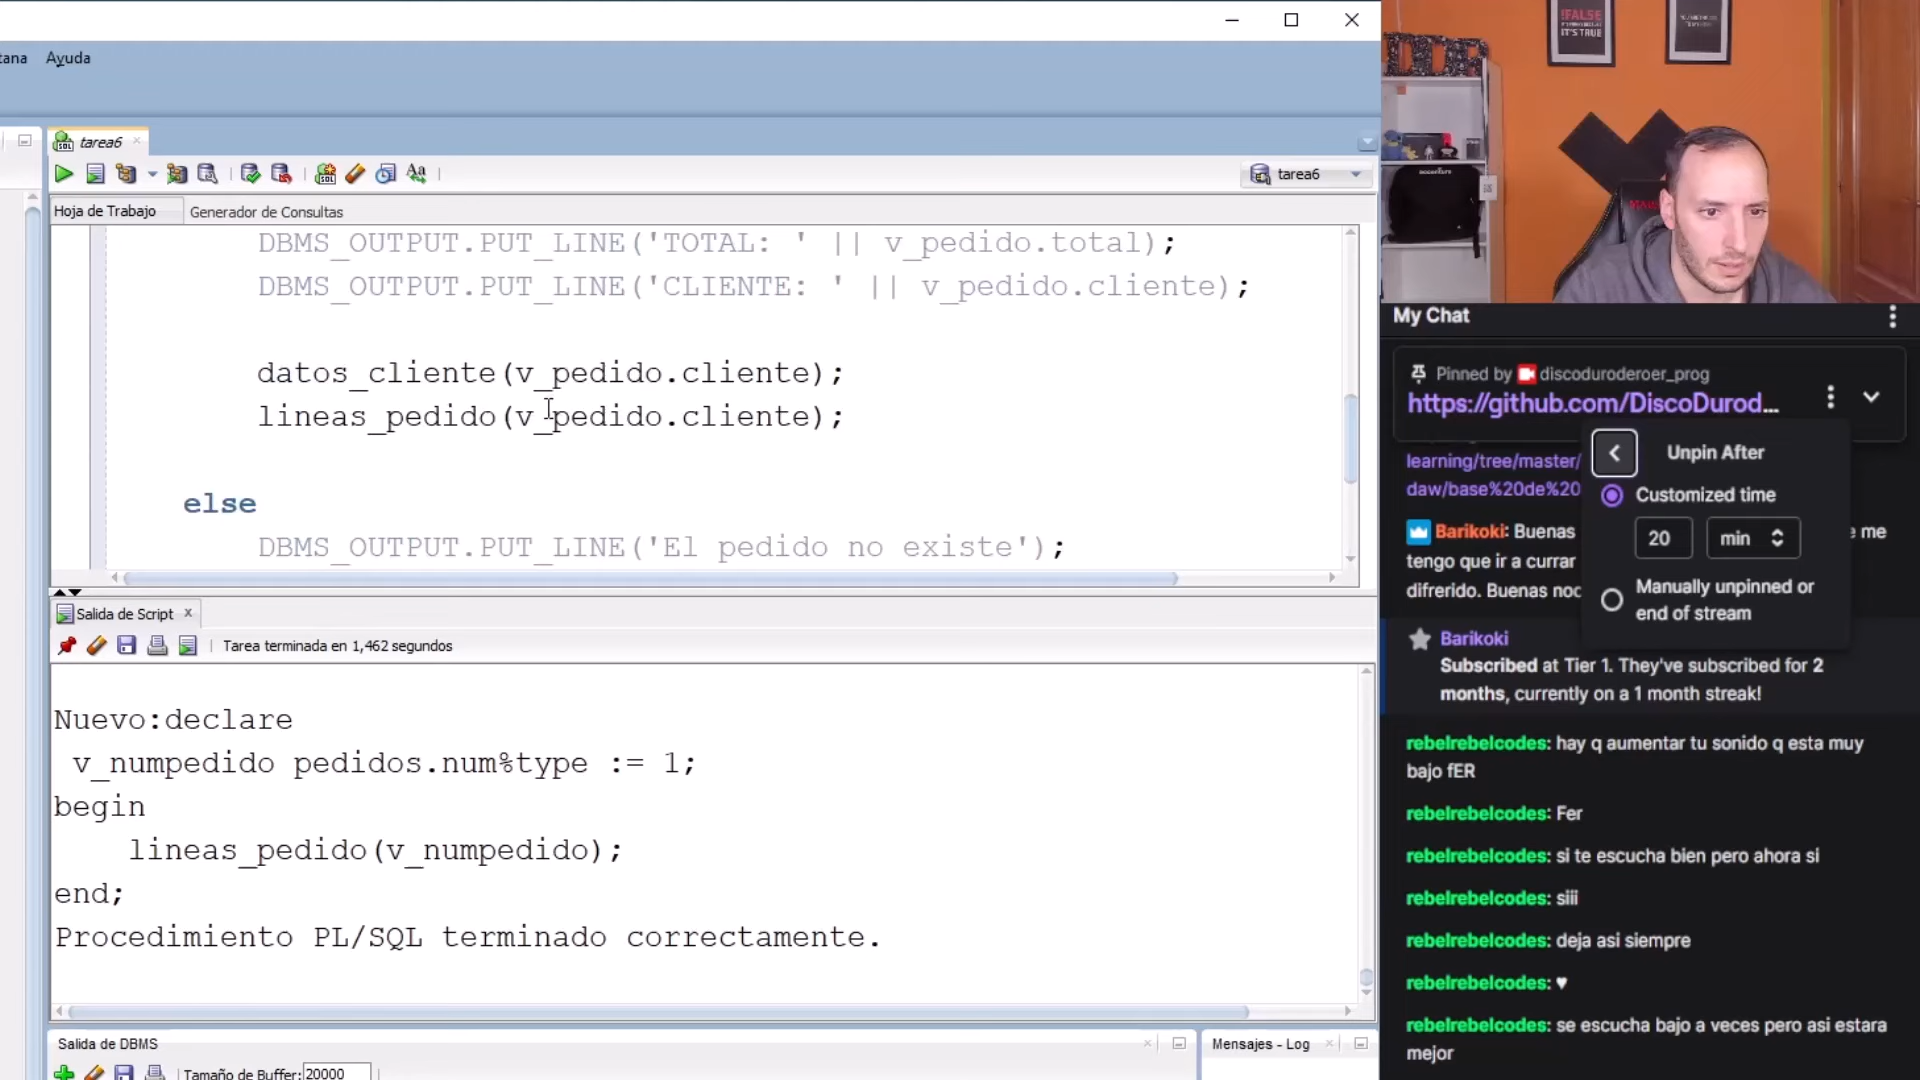 tana Ayuda
tarea6
tarea6
Hoja de Trabajo Generador de Consultas
DBMS_OUTPUT.PUT_LINE('TOTAL: ' || v_pedido.total);
DBMS_OUTPUT.PUT_LINE('CLIENTE: ' || v_pedido.cliente);
datos_cliente(v_pedido.cliente);
lineas_pedido(v_pedido.cliente);
else
DBMS_OUTPUT.PUT_LINE('El pedido no existe');
Salida de Script
Tarea terminada en 1,462 segundos
Nuevo:declare
v_numpedido pedidos.num%type := 1;
begin
lineas_pedido(v_numpedido);
end;
Procedimiento PL/SQL terminado correctamente.
Salida de DBMS
Mensajes - Log
Tamaño de Buffer: 20000
!FALSE
IT'S TRUE
accenture
My Chat
Pinned by discoduroderoer_prog
https://github.com/DiscoDurod...
learning/tree/master/
daw/base%20de%20
Unpin After
Customized time
20 min
Manually unpinned or
end of stream
Barikoki: Buenas e me
tengo que ir a currar
difrerido. Buenas noc
Barikoki
Subscribed at Tier 1. They've subscribed for 2
months, currently on a 1 month streak!
rebelrebelcodes: hay q aumentar tu sonido q esta muy
bajo fER
rebelrebelcodes: Fer
rebelrebelcodes: si te escucha bien pero ahora si
rebelrebelcodes: siii
rebelrebelcodes: deja asi siempre
rebelrebelcodes: ♥
rebelrebelcodes: se escucha bajo a veces pero asi estara
mejor